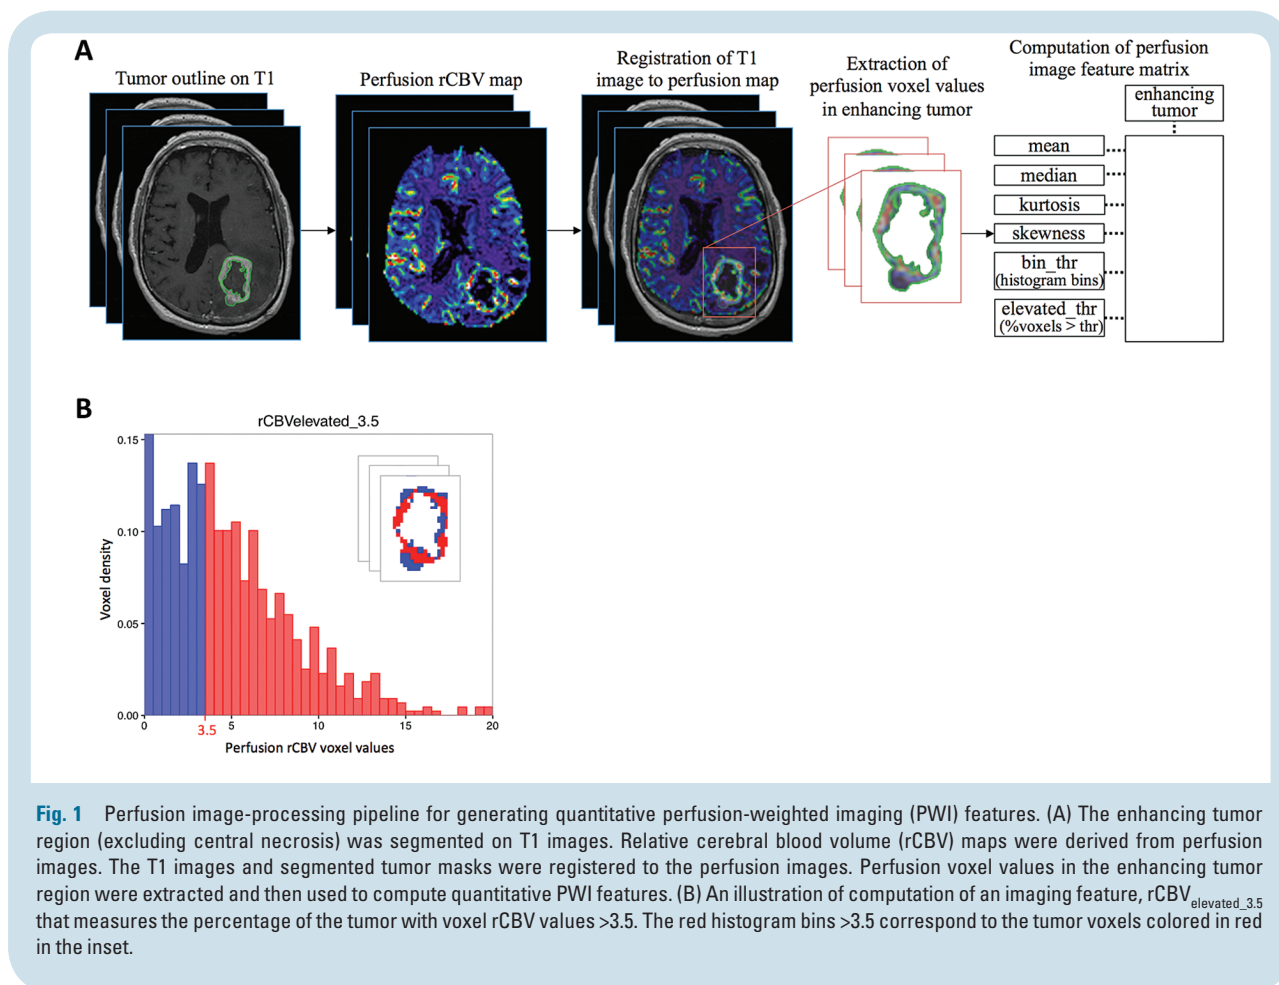 A
Tumor outline on T1
Perfusion rCBV map
Registration of T1
image to perfusion map
Extraction of
perfusion voxel values
in enhancing tumor
Computation of perfusion
image feature matrix
enhancing
tumor
mean
median
kurtosis
skewness
bin_thr
(histogram bins)
elevated_thr
(%voxels > thr)
B
rCBVelevated_3.5
Voxel density
0.15
0.10
0.05
0.00
0
3.5
5
10
15
20
Perfusion rCBV voxel values
Fig. 1 Perfusion image-processing pipeline for generating quantitative perfusion-weighted imaging (PWI) features. (A) The enhancing tumor
region (excluding central necrosis) was segmented on T1 images. Relative cerebral blood volume (rCBV) maps were derived from perfusion
images. The T1 images and segmented tumor masks were registered to the perfusion images. Perfusion voxel values in the enhancing tumor
region were extracted and then used to compute quantitative PWI features. (B) An illustration of computation of an imaging feature, rCBVelevated_3.5
that measures the percentage of the tumor with voxel rCBV values >3.5. The red histogram bins >3.5 correspond to the tumor voxels colored in red
in the inset.